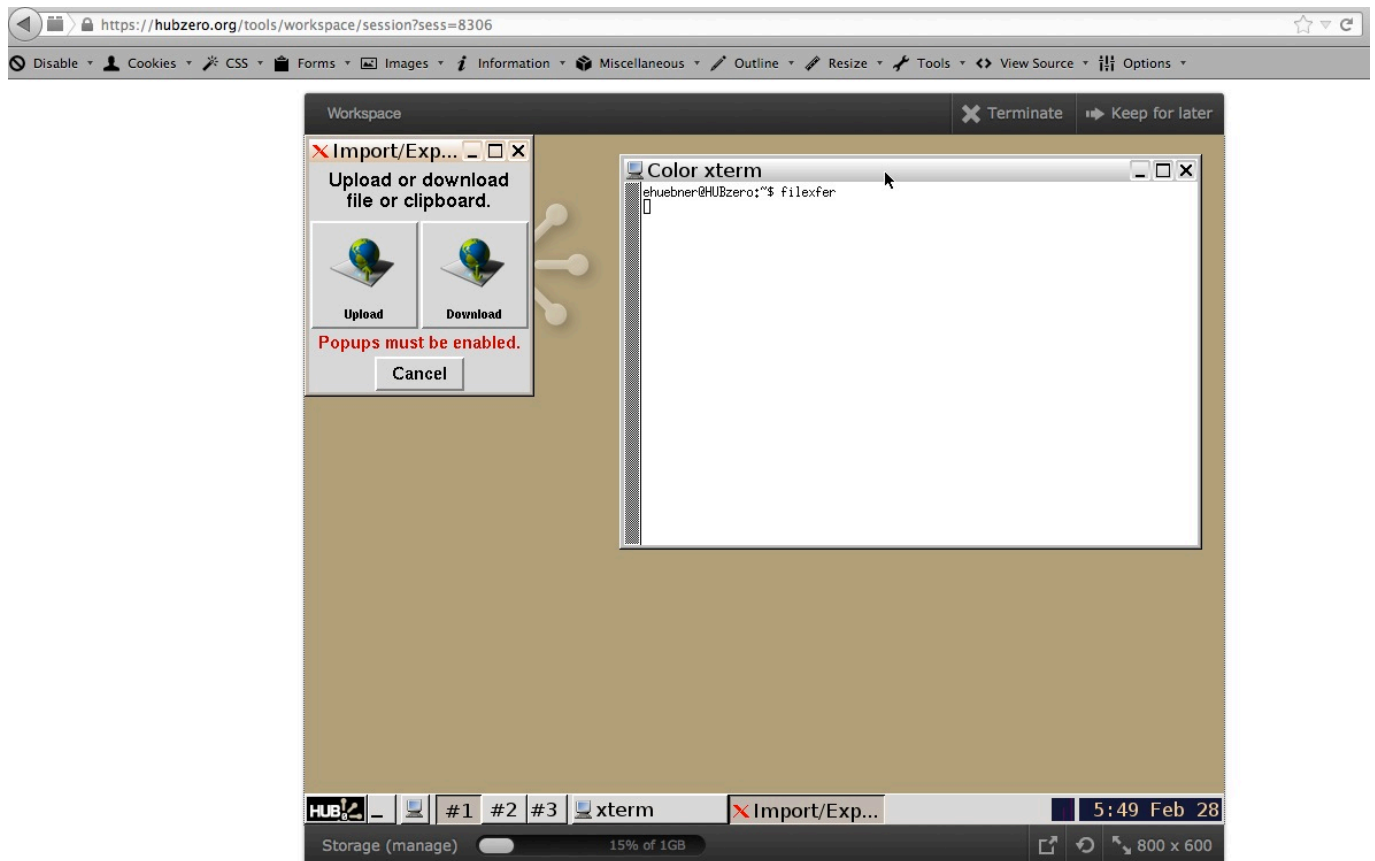 https://hubzero.org/tools/workspace/session?sess=8306
Disable Cookies CSS Forms Images Information Miscellaneous Outline Resize Tools View Source Options
Workspace Terminate Keep for later
Import/Exp...
Upload or download
file or clipboard.
Upload Download
Popups must be enabled.
Cancel
Color xterm
ehuebner@HUBzero:~$ filexfer
HUB #1 #2 #3 xterm Import/Exp... 5:49 Feb 28
Storage (manage) 15% of 1GB 800 x 600